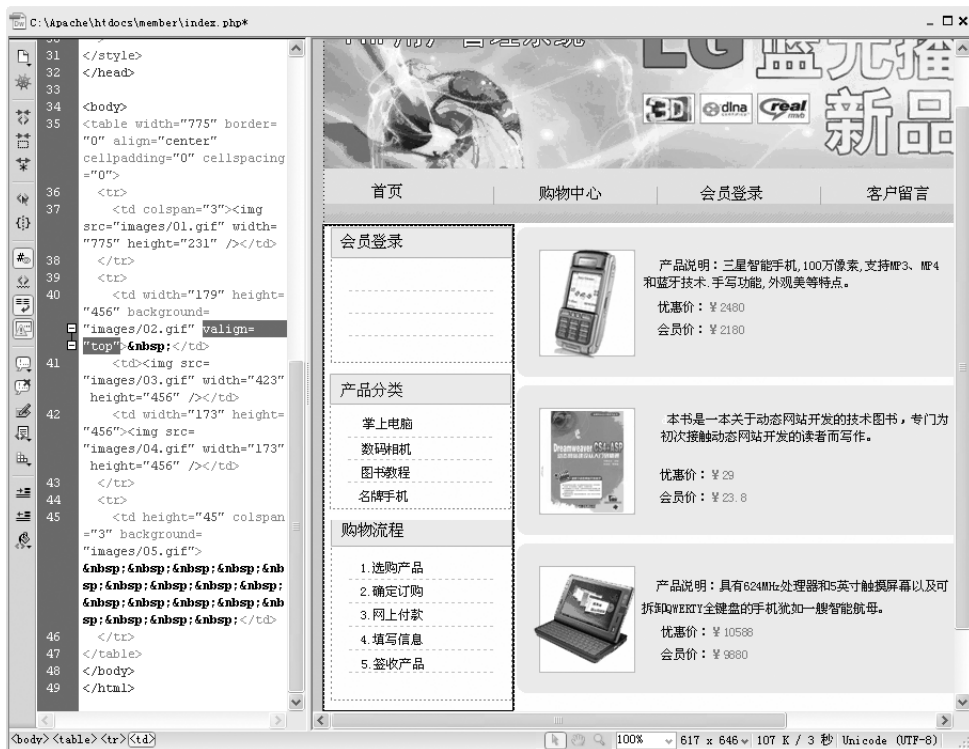 C:\Apache\htdocs\member\index.php*
31 </style>
32 </head>
33
34 <body>
35 <table width="775" border=
"0" align="center"
cellpadding="0" cellspacing
="0">
36 <tr>
37 <td colspan="3"><img
src="images/01.gif" width=
"775" height="231" /></td>
38 </tr>
39 <tr>
40 <td width="179" height=
"456" background=
"images/02.gif" valign=
"top">&nbsp;</td>
41 <td><img src=
"images/03.gif" width="423"
height="456" /></td>
42 <td width="173" height=
"456"><img src=
"images/04.gif" width="173"
height="456" /></td>
43 </tr>
44 <tr>
45 <td height="45" colspan
="3" background=
"images/05.gif">
&nbsp;&nbsp;&nbsp;&nbsp;&nb
sp;&nbsp;&nbsp;&nbsp;&nbsp;
&nbsp;&nbsp;&nbsp;&nbsp;&nb
sp;&nbsp;&nbsp;&nbsp;</td>
46 </tr>
47 </table>
48 </body>
49 </html>
LG 蓝光播
3D dlna CERTIFIED real rmvb
新品
首页 购物中心 会员登录 客户留言
会员登录
产品分类
掌上电脑
数码相机
图书教程
名牌手机
购物流程
1.选购产品
2.确定订购
3.网上付款
4.填写信息
5.签收产品
产品说明：三星智能手机,100万像素,支持MP3、MP4
和蓝牙技术.手写功能,外观美等特点。
优惠价：￥2480
会员价：￥2180
Dreamweaver CS4-ASP
本书是一本关于动态网站开发的技术图书，专门为
初次接触动态网站开发的读者而写作。
优惠价：￥29
会员价：￥23.8
产品说明：具有624MHz处理器和5英寸触摸屏幕以及可
拆卸QWERTY全键盘的手机犹如一艘智能航母。
优惠价：￥10588
会员价：￥9880
<body> <table> <tr> <td>
100% 617 x 646 107 K / 3 秒 Unicode (UTF-8)